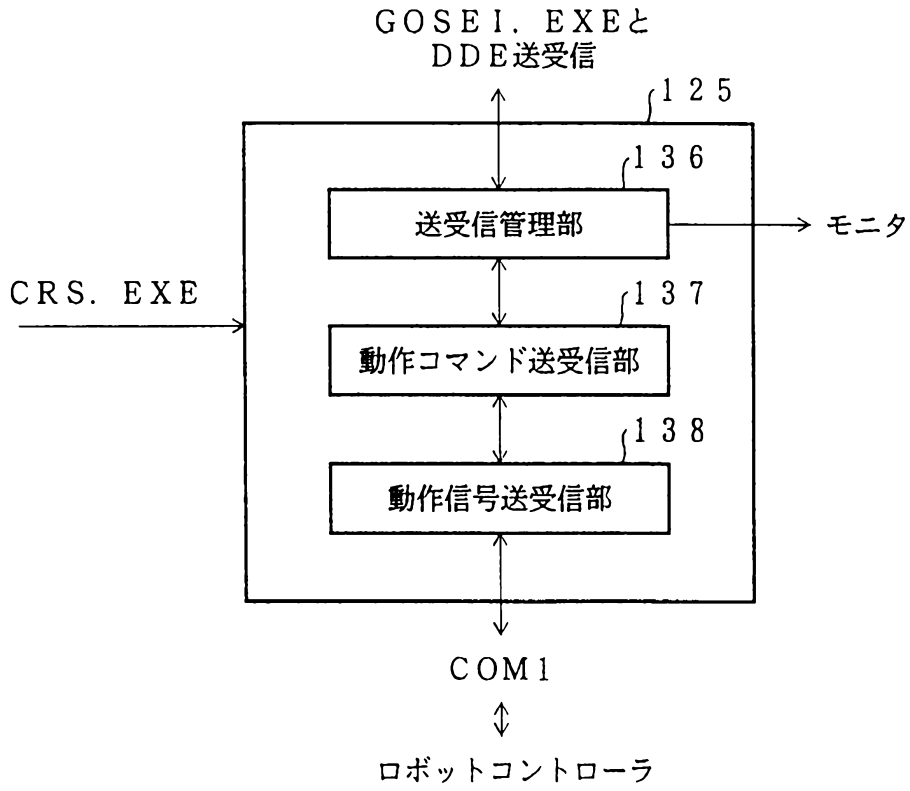 GOSEI. EXEと
DDE送受信
125
136
送受信管理部
モニタ
CRS. EXE
137
動作コマンド送受信部
138
動作信号送受信部
COM1
ロボットコントローラ